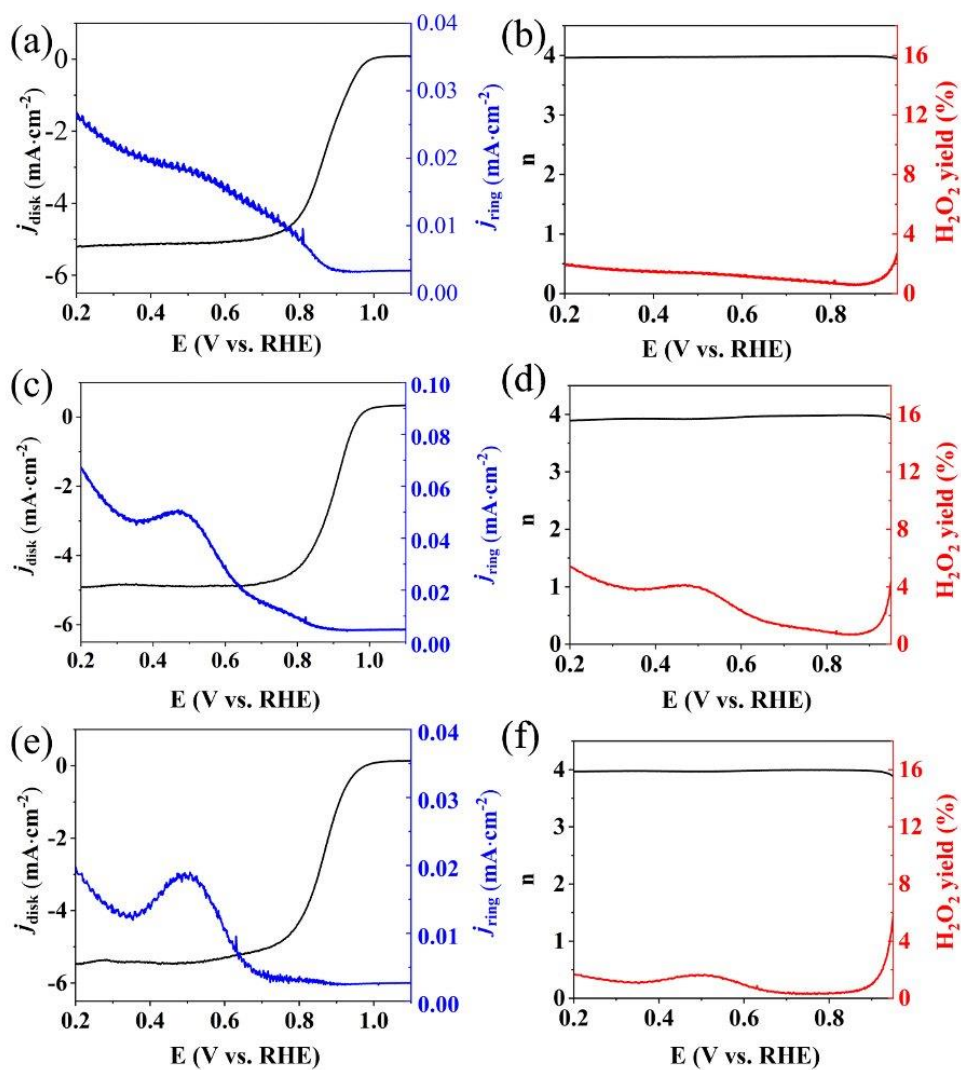 (a)
j_disk (mA·cm⁻²)
0
-2
-4
-6
0.2 0.4 0.6 0.8 1.0
E (V vs. RHE)
0.04
0.03
0.02
0.01
0.00
j_ring (mA·cm⁻²)
(b)
n
4
3
2
1
0
0.2 0.4 0.6 0.8
E (V vs. RHE)
16
12
8
4
0
H₂O₂ yield (%)
(c)
j_disk (mA·cm⁻²)
0
-2
-4
-6
0.2 0.4 0.6 0.8 1.0
E (V vs. RHE)
0.10
0.08
0.06
0.04
0.02
0.00
j_ring (mA·cm⁻²)
(d)
n
4
3
2
1
0
0.2 0.4 0.6 0.8
E (V vs. RHE)
16
12
8
4
0
H₂O₂ yield (%)
(e)
j_disk (mA·cm⁻²)
0
-2
-4
-6
0.2 0.4 0.6 0.8 1.0
E (V vs. RHE)
0.04
0.03
0.02
0.01
0.00
j_ring (mA·cm⁻²)
(f)
n
4
3
2
1
0
0.2 0.4 0.6 0.8
E (V vs. RHE)
16
12
8
4
0
H₂O₂ yield (%)